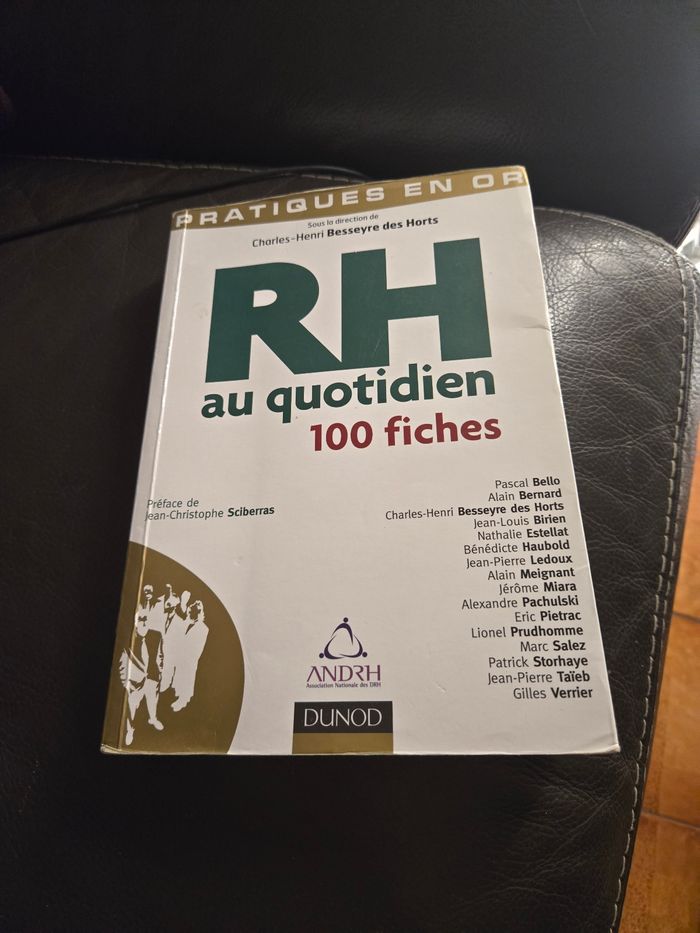 PRATIQUES EN OR
Sous la direction de
Charles-Henri Besseyre des Horts
RH
au quotidien
100 fiches
Préface de
Jean-Christophe Sciberras
Pascal Bello
Alain Bernard
Charles-Henri Besseyre des Horts
Jean-Louis Birien
Nathalie Estellat
Bénédicte Haubold
Jean-Pierre Ledoux
Alain Meignant
Jérôme Miara
Alexandre Pachulski
Eric Pietrac
Lionel Prudhomme
Marc Salez
Patrick Storhaye
Jean-Pierre Taïeb
Gilles Verrier
ANDRH
Association Nationale des DRH
DUNOD